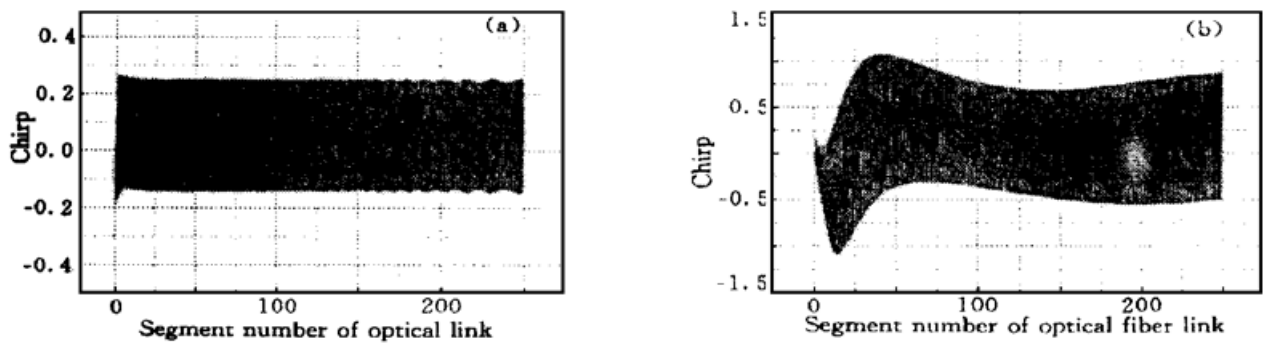 (a)
0.4
0.2
0.0
-0.2
-0.4
Chirp
0 100 200
Segment number of optical link
(b)
1.5
0.5
-0.5
-1.5
Chirp
0 100 200
Segment number of optical fiber link